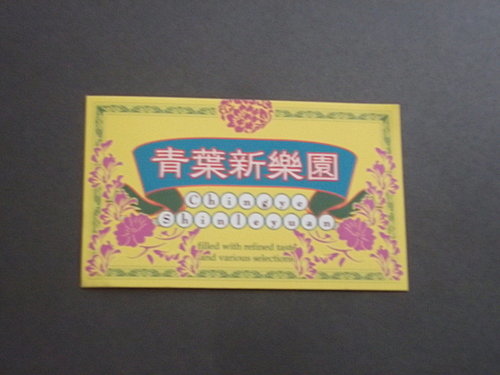 青葉新樂園
Chingye
Shinleyuan
filled with refined taste
and various selections